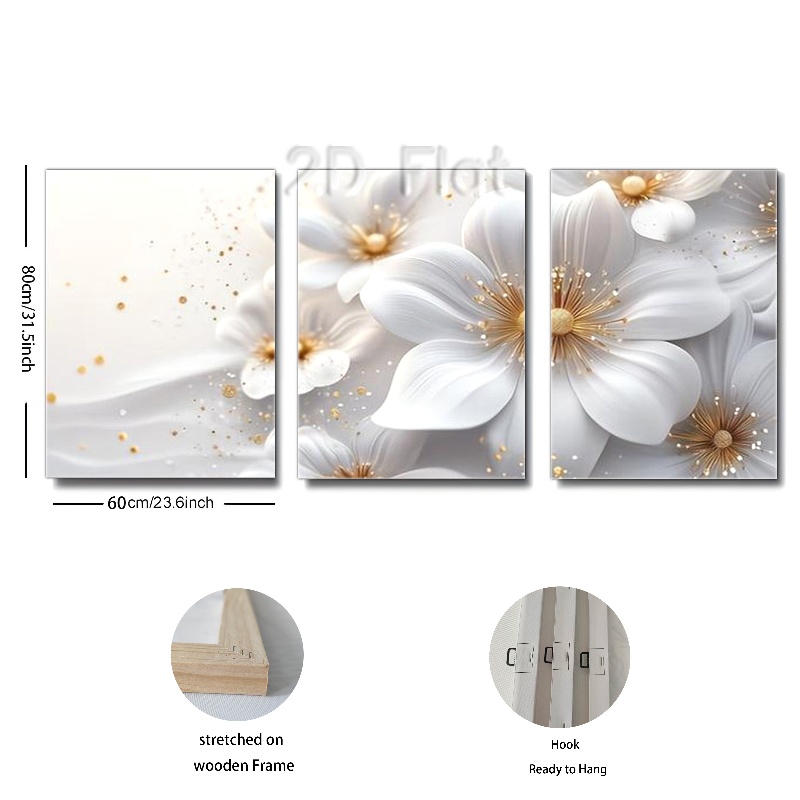 2D Flat
80cm/31.5inch
60cm/23.6inch
stretched on
wooden Frame
Hook
Ready to Hang